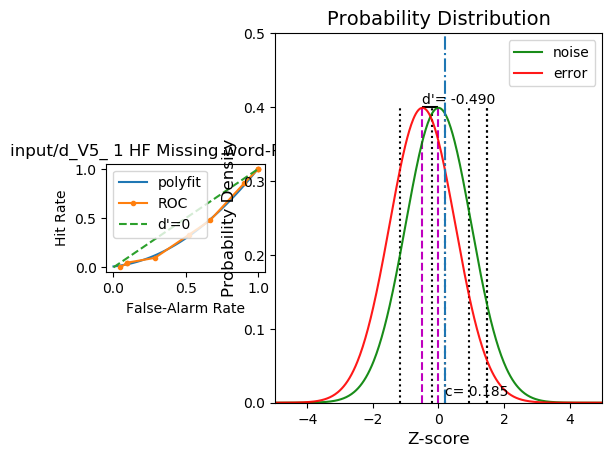 Probability Distribution
input/d_V5_ 1 HF Missing
Hit Rate
1.0
0.5
0.0
polyfit
ROC
d'=0
0.0
0.5
1.0
False-Alarm Rate
Probability Density
0.5
0.4
0.3
0.2
0.1
0.0
noise
error
d'= -0.490
c= 0.185
−4
−2
0
2
4
Z-score